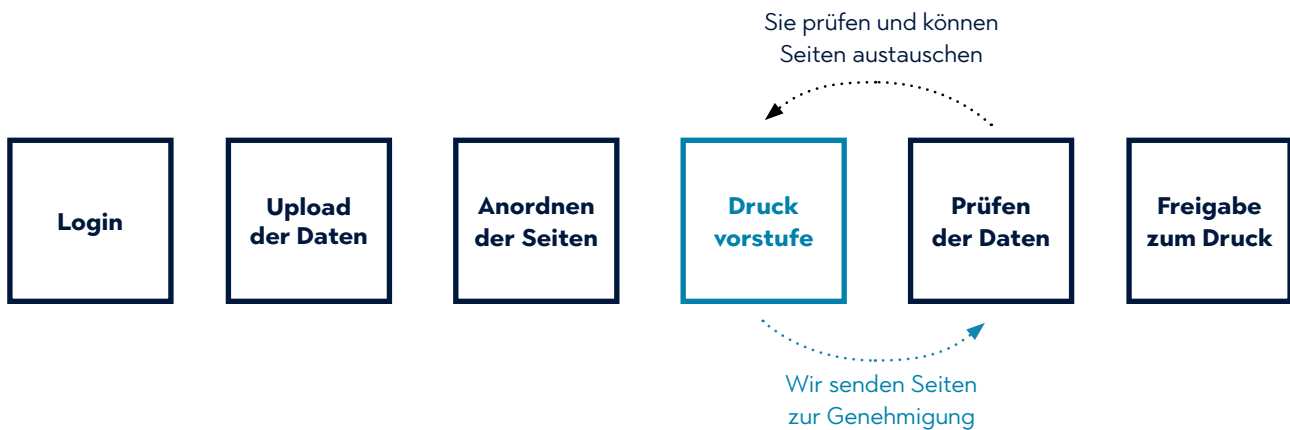 Sie prüfen und können
Seiten austauschen
Login
Upload
der Daten
Anordnen
der Seiten
Druck
vorstufe
Prüfen
der Daten
Freigabe
zum Druck
Wir senden Seiten
zur Genehmigung